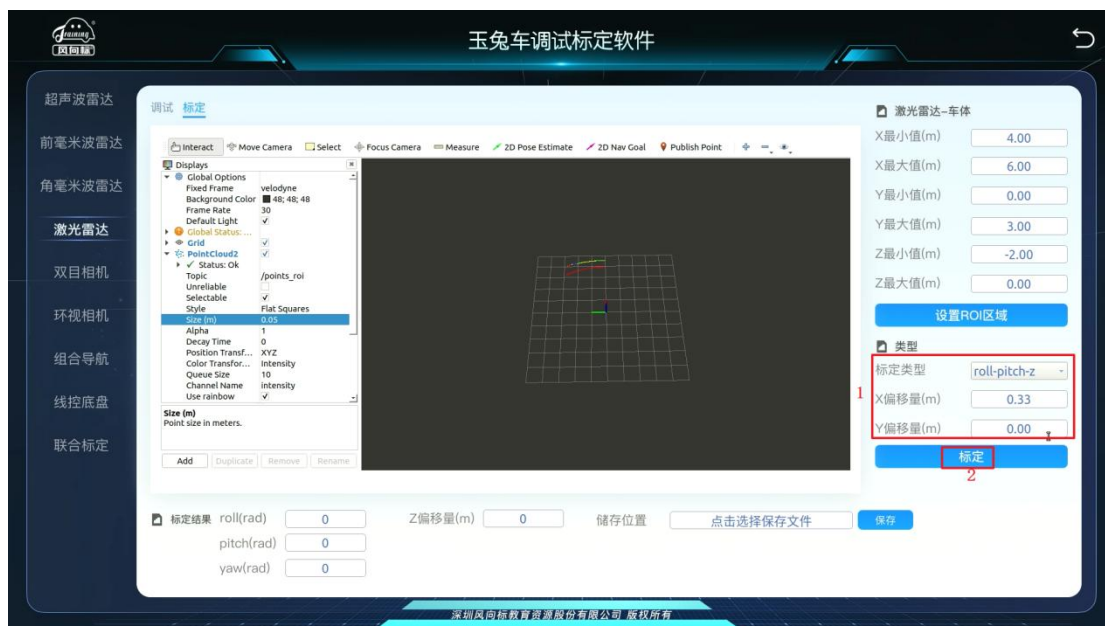 Fxining
风向标
玉兔车调试标定软件
超声波雷达
前毫米波雷达
角毫米波雷达
激光雷达
双目相机
环视相机
组合导航
线控底盘
联合标定
调试 标定
Interact Move Camera Select Focus Camera Measure 2D Pose Estimate 2D Nav Goal Publish Point
Displays
Global Options
Fixed Frame velodyne
Background Color 48; 48; 48
Frame Rate 30
Default Light ✓
Global Status: ...
Grid ✓
PointCloud2 ✓
✓ Status: Ok
Topic /points_roi
Unreliable
Selectable ✓
Style Flat Squares
Size (m) 0.05
Alpha 1
Decay Time 0
Position Transf... XYZ
Color Transfor... Intensity
Queue Size 10
Channel Name intensity
Use rainbow ✓
Size (m)
Point size in meters.
Add Duplicate Remove Rename
激光雷达-车体
X最小值(m) 4.00
X最大值(m) 6.00
Y最小值(m) 0.00
Y最大值(m) 3.00
Z最小值(m) -2.00
Z最大值(m) 0.00
设置ROI区域
类型
标定类型 roll-pitch-z
1
X偏移量(m) 0.33
Y偏移量(m) 0.00
标定
2
标定结果 roll(rad) 0 Z偏移量(m) 0 储存位置 点击选择保存文件 保存
pitch(rad) 0
yaw(rad) 0
深圳风向标教育资源股份有限公司 版权所有